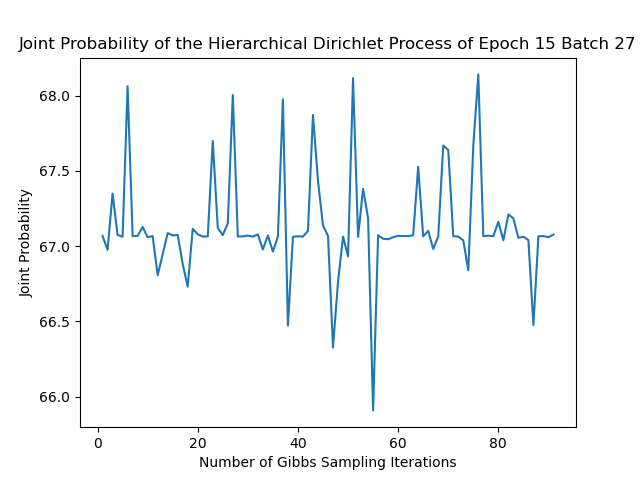 Joint Probability of the Hierarchical Dirichlet Process of Epoch 15 Batch 27
68.0
67.5
67.0
66.5
66.0
Joint Probability
0 20 40 60 80
Number of Gibbs Sampling Iterations